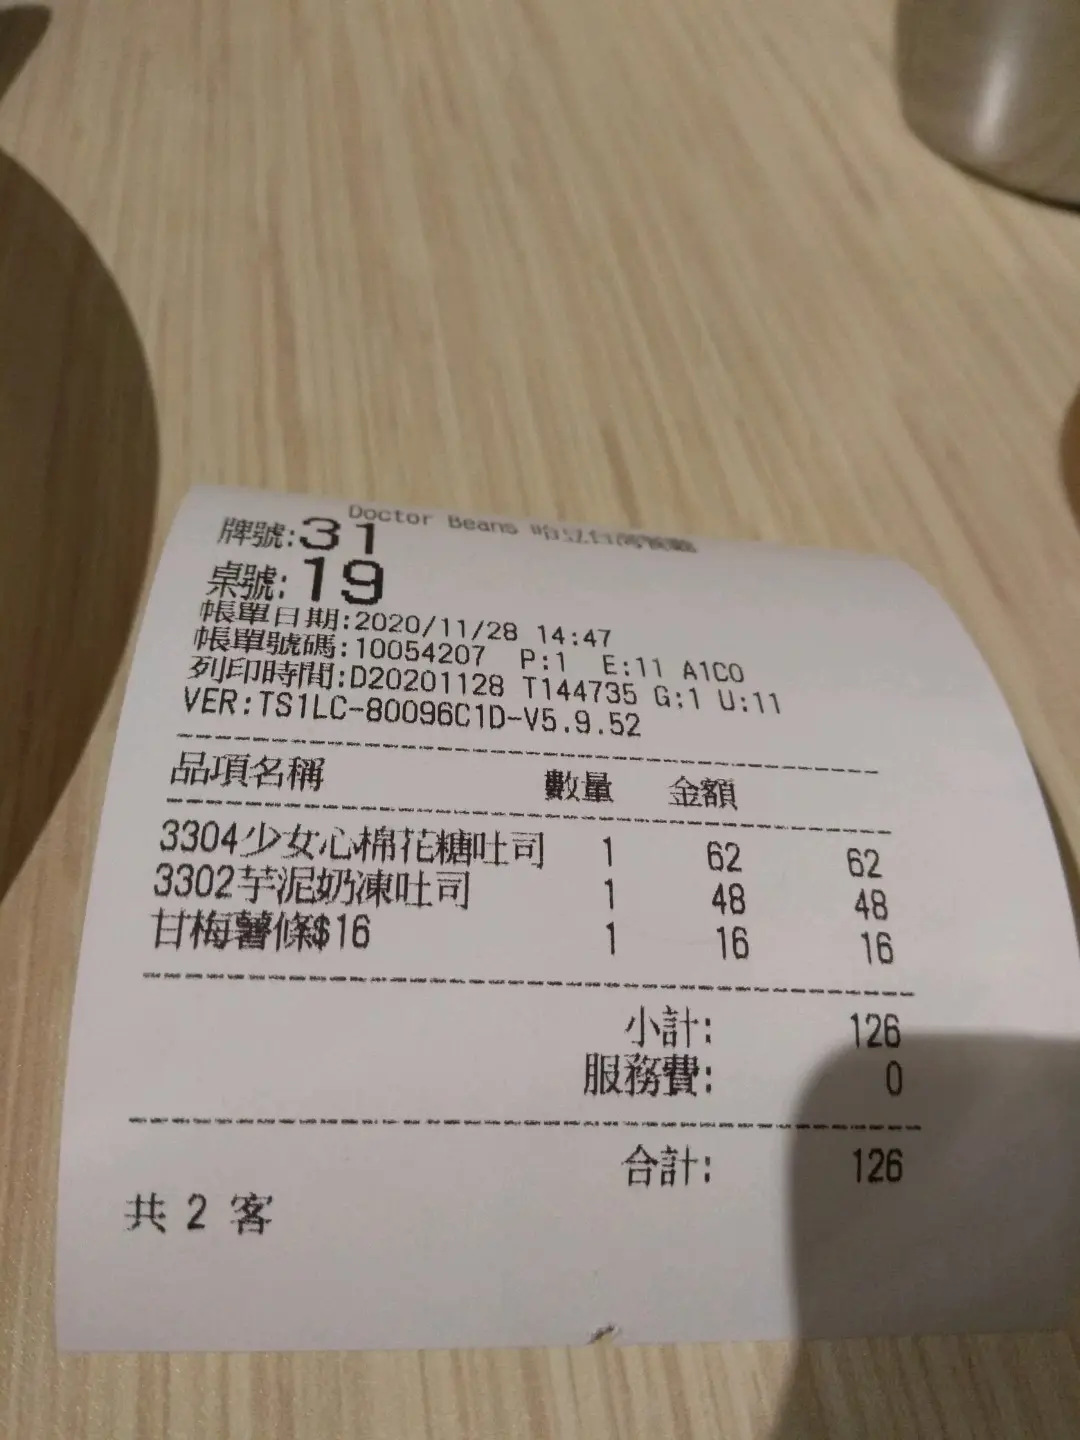 Doctor Beans
牌號:31
桌號:19
帳單日期:2020/11/28 14:47
帳單號碼:10054207 P:1 E:11 A1C0
列印時間:D20201128 T144735 G:1 U:11
VER:TS1LC-80096C1D-V5.9.52
品項名稱 數量 金額
3304少女心棉花糖吐司 1 62 62
3302芋泥奶凍吐司 1 48 48
甘梅薯條$16 1 16 16
小計: 126
服務費: 0
合計: 126
共 2 客